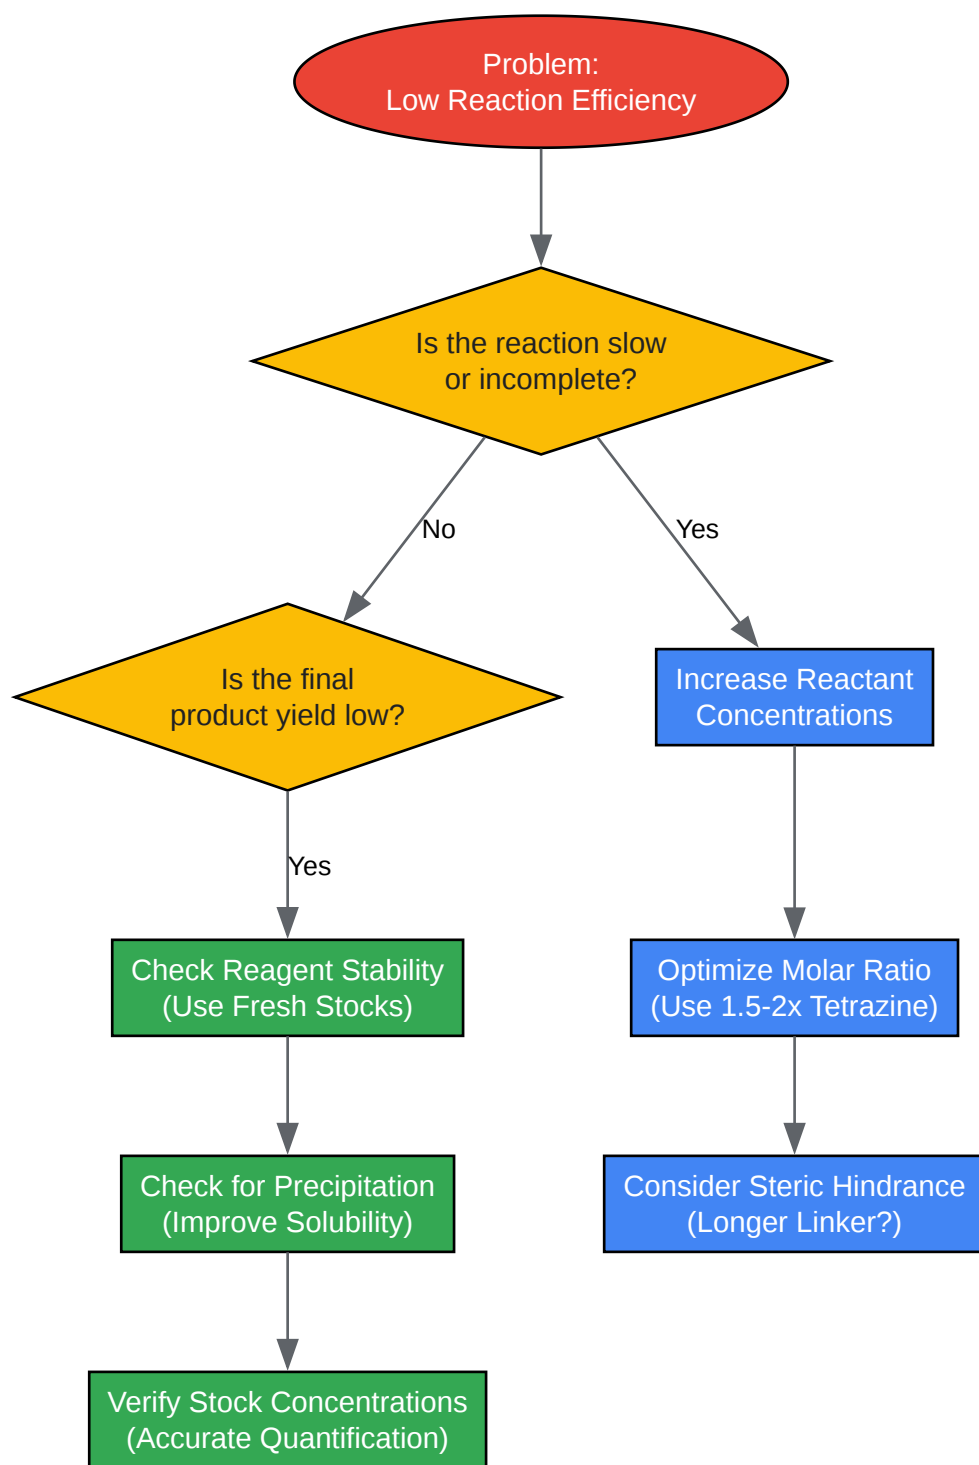 Problem:
Low Reaction Efficiency
Is the reaction slow
or incomplete?
No
Yes
Is the final
product yield low?
Increase Reactant
Concentrations
Yes
Check Reagent Stability
(Use Fresh Stocks)
Optimize Molar Ratio
(Use 1.5-2x Tetrazine)
Check for Precipitation
(Improve Solubility)
Consider Steric Hindrance
(Longer Linker?)
Verify Stock Concentrations
(Accurate Quantification)